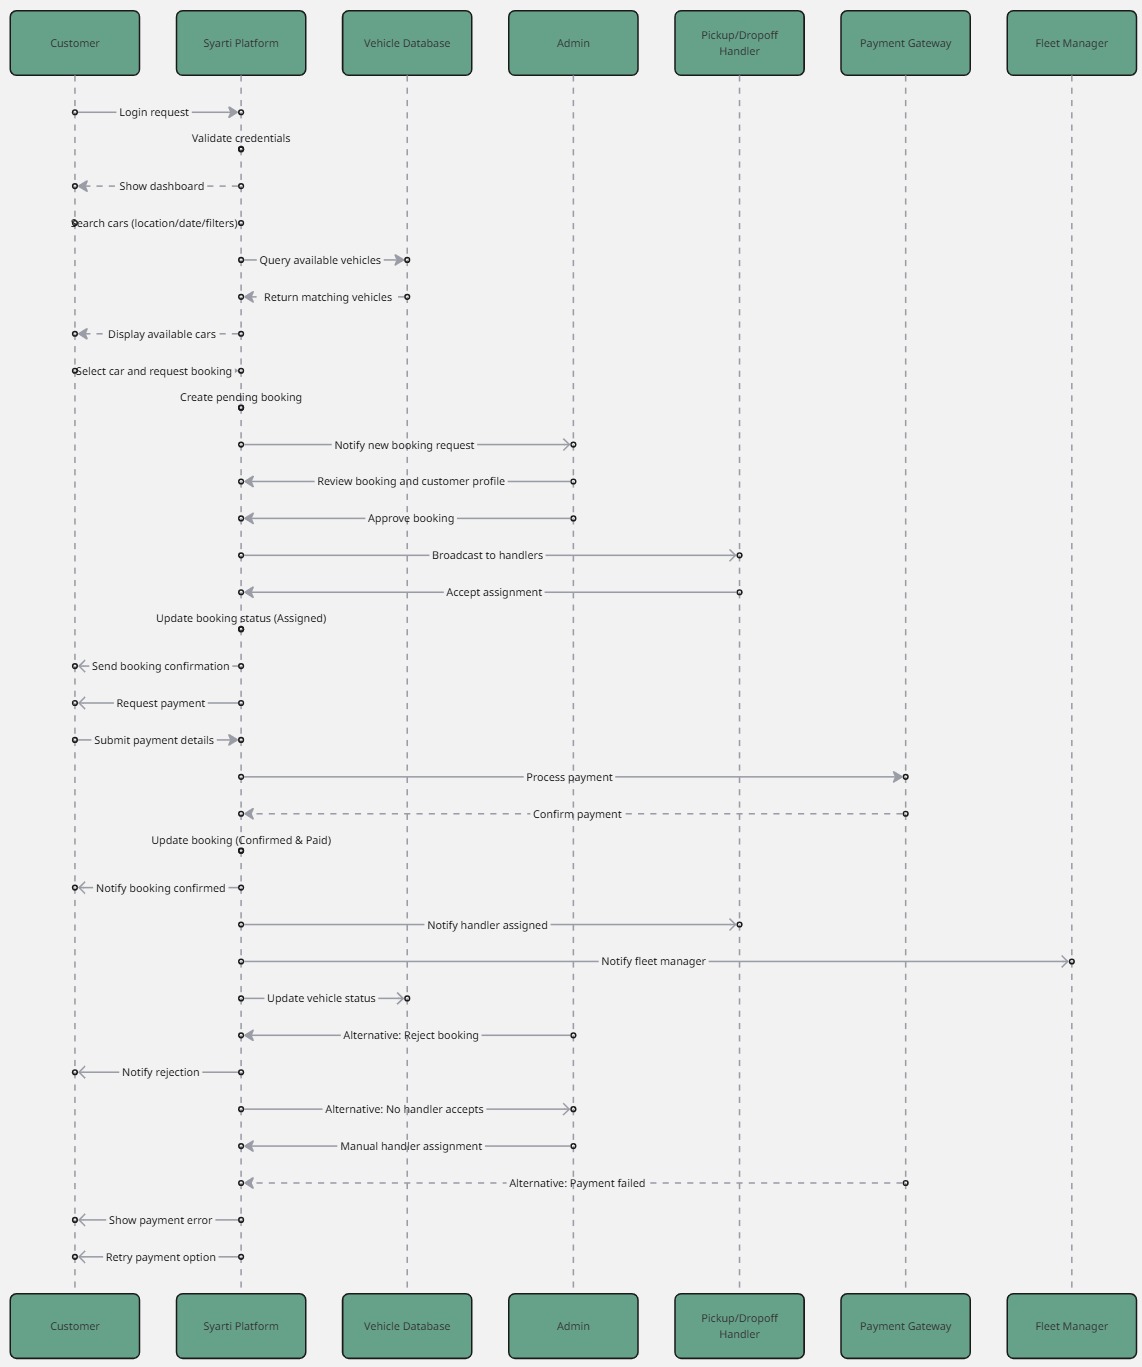 Customer
Syarti Platform
Vehicle Database
Admin
Pickup/Dropoff
Handler
Payment Gateway
Fleet Manager
Login request
Validate credentials
Show dashboard
Search cars (location/date/filters)
Query available vehicles
Return matching vehicles
Display available cars
Select car and request booking
Create pending booking
Notify new booking request
Review booking and customer profile
Approve booking
Broadcast to handlers
Accept assignment
Update booking status (Assigned)
Send booking confirmation
Request payment
Submit payment details
Process payment
Confirm payment
Update booking (Confirmed & Paid)
Notify booking confirmed
Notify handler assigned
Notify fleet manager
Update vehicle status
Alternative: Reject booking
Notify rejection
Alternative: No handler accepts
Manual handler assignment
Alternative: Payment failed
Show payment error
Retry payment option
Customer
Syarti Platform
Vehicle Database
Admin
Pickup/Dropoff
Handler
Payment Gateway
Fleet Manager